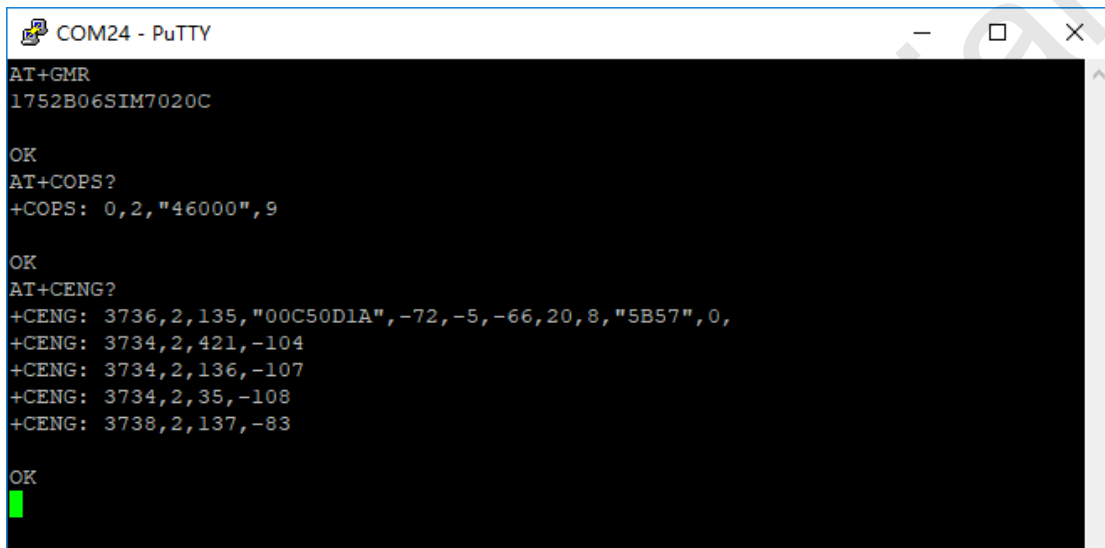 COM24 - PuTTY
AT+GMR
1752B06SIM7020C
OK
AT+COPS?
+COPS: 0,2,"46000",9
OK
AT+CENG?
+CENG: 3736,2,135,"00C50D1A",-72,-5,-66,20,8,"5B57",0,
+CENG: 3734,2,421,-104
+CENG: 3734,2,136,-107
+CENG: 3734,2,35,-108
+CENG: 3738,2,137,-83
OK